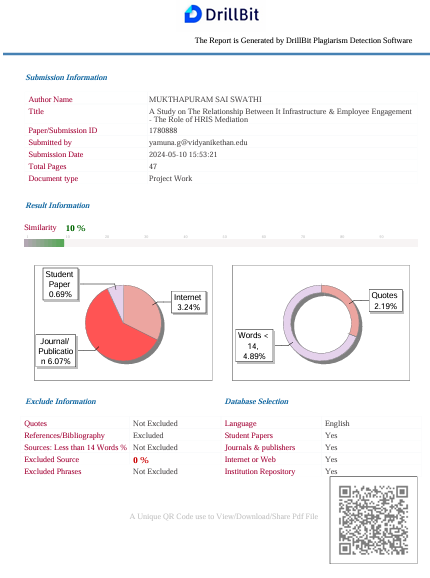 DrillBit
The Report is Generated by DrillBit Plagiarism Detection Software
Submission Information
Author Name MUKTHAPURAM SAI SWATHI
Title A Study on The Relationship Between It Infrastructure & Employee Engagement
- The Role of HRIS Mediation
Paper/Submission ID 1780888
Submitted by yamuna.g@vidyanikethan.edu
Submission Date 2024-05-10 15:53:21
Total Pages 47
Document type Project Work
Result Information
Similarity 10 %
Student
Paper
0.69%
Internet
3.24%
Journal/
Publicatio
n 6.07%
Quotes
2.19%
Words <
14,
4.89%
Exclude Information
Quotes Not Excluded
References/Bibliography Excluded
Sources: Less than 14 Words % Not Excluded
Excluded Source 0 %
Excluded Phrases Not Excluded
Database Selection
Language English
Student Papers Yes
Journals & publishers Yes
Internet or Web Yes
Institution Repository Yes
A Unique QR Code use to View/Download/Share Pdf File